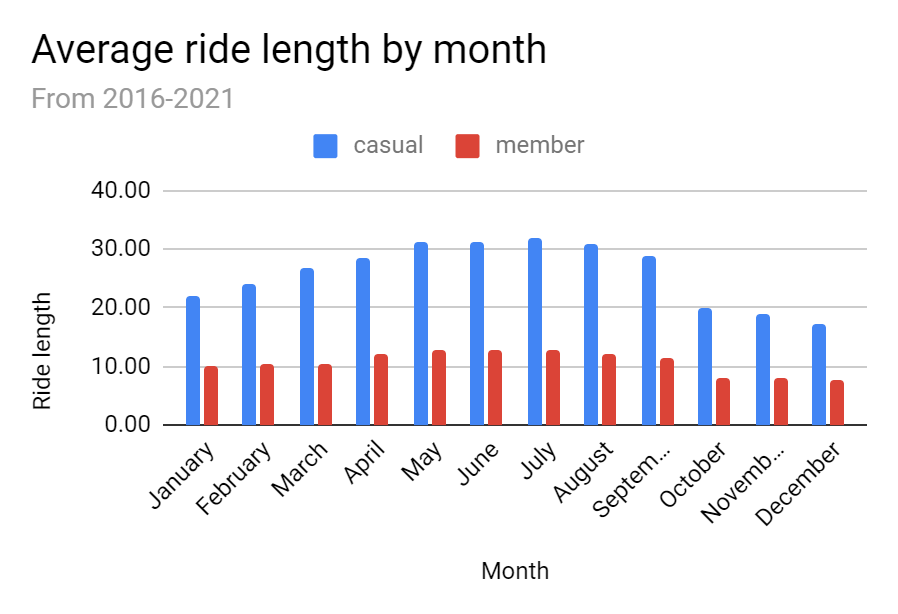 Average ride length by month
From 2016-2021
casual
member
40.00
30.00
20.00
10.00
0.00
Ride length
January
February
March
April
May
June
July
August
Septem...
October
Novemb...
December
Month